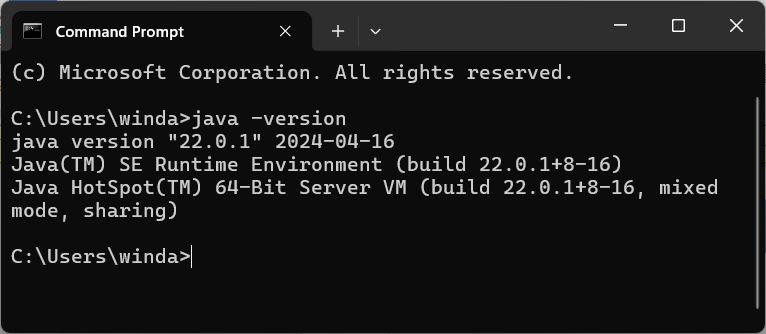 Command Prompt
(c) Microsoft Corporation. All rights reserved.
C:\Users\winda>java -version
java version "22.0.1" 2024-04-16
Java(TM) SE Runtime Environment (build 22.0.1+8-16)
Java HotSpot(TM) 64-Bit Server VM (build 22.0.1+8-16, mixed
mode, sharing)
C:\Users\winda>